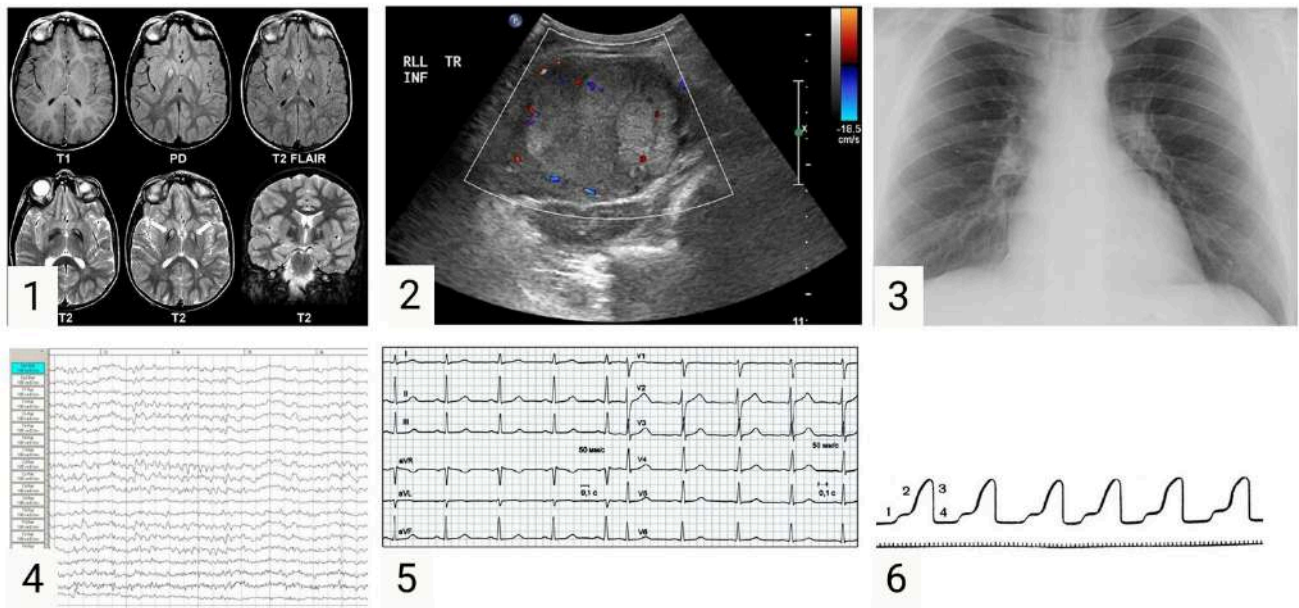 T1
PD
T2 FLAIR
T2
T2
T2
1
RLL TR
INF
-18.5
cm/s
X
11
2
3
4
I
II
III
aVR
aVL
aVF
V1
V2
V3
V4
V5
V6
50 мм/с
0,1 с
50 мм/с
0,1 с
5
1
2
3
4
6